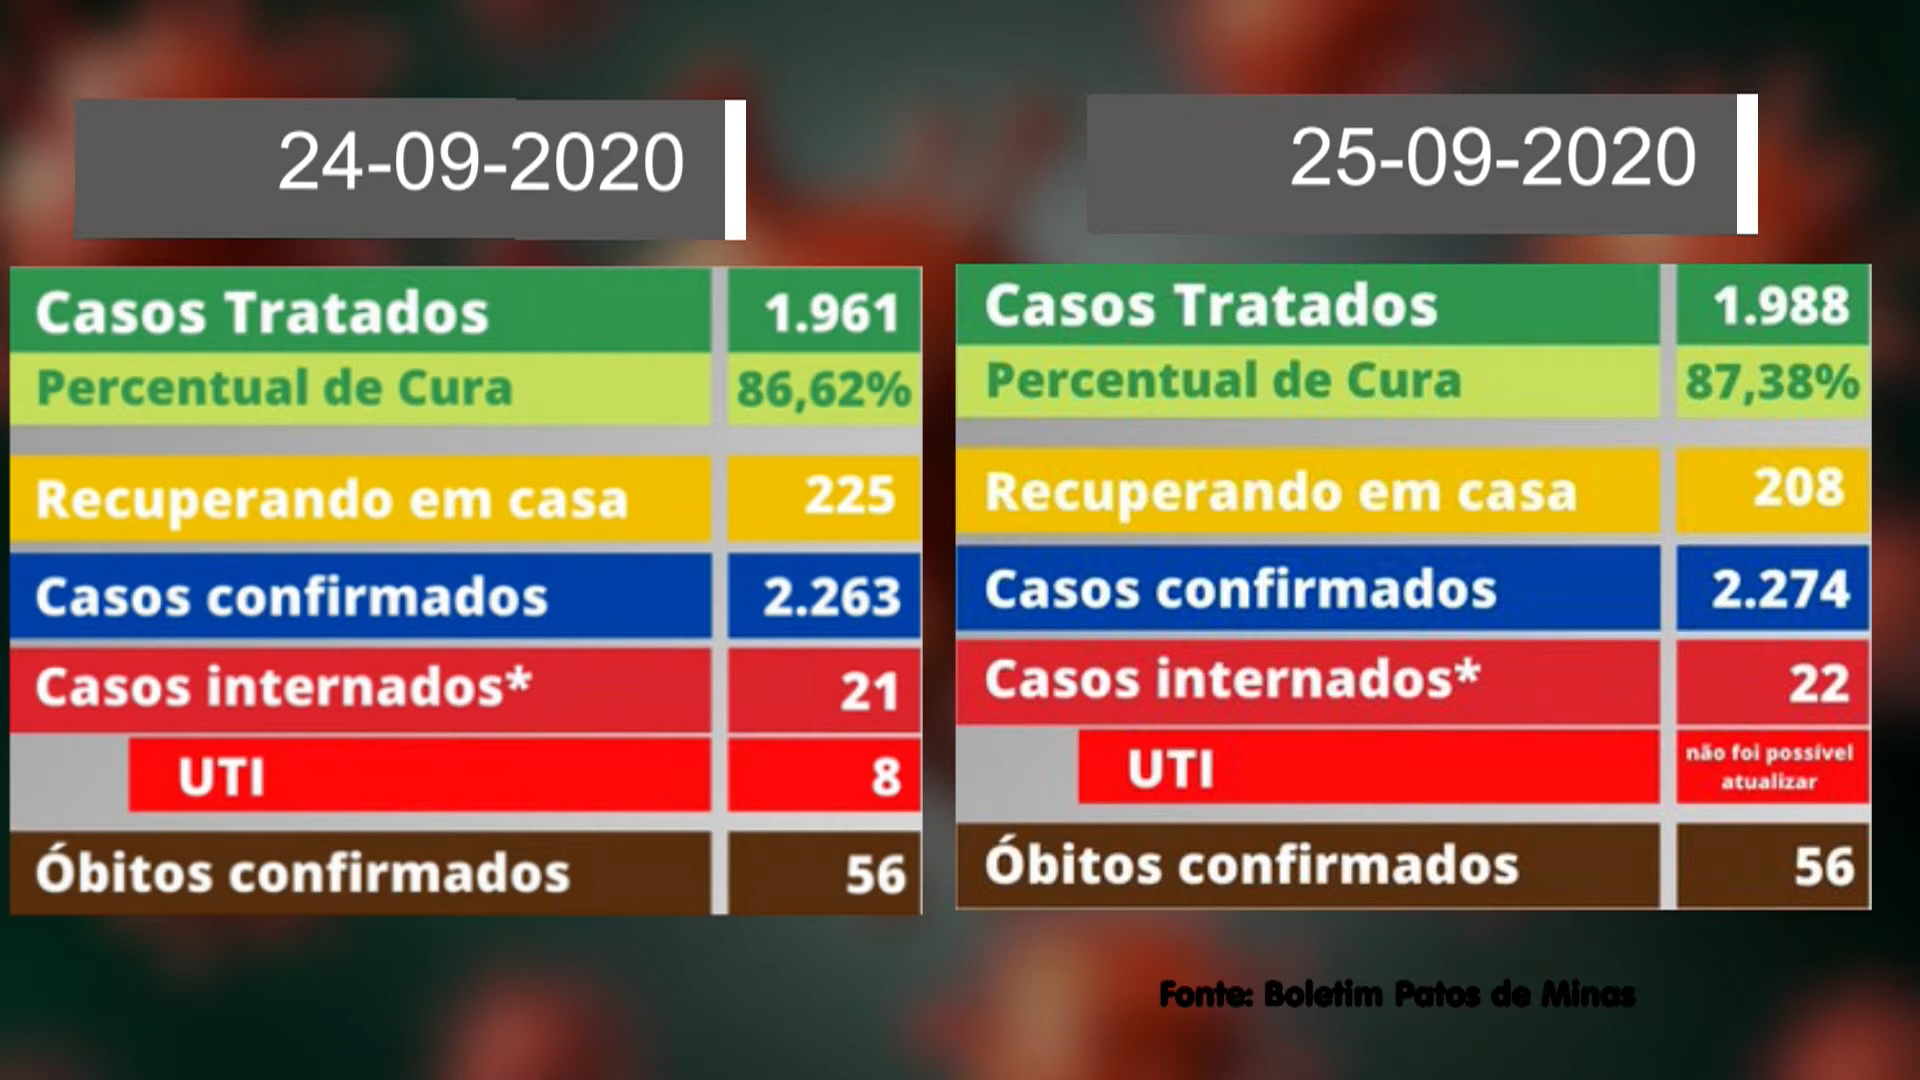 24-09-2020
Casos Tratados 1.961
Percentual de Cura 86,62%
Recuperando em casa 225
Casos confirmados 2.263
Casos internados* 21
UTI 8
Óbitos confirmados 56
25-09-2020
Casos Tratados 1.988
Percentual de Cura 87,38%
Recuperando em casa 208
Casos confirmados 2.274
Casos internados* 22
UTI não foi possível
atualizar
Óbitos confirmados 56
Fonte: Boletim Patos de Minas